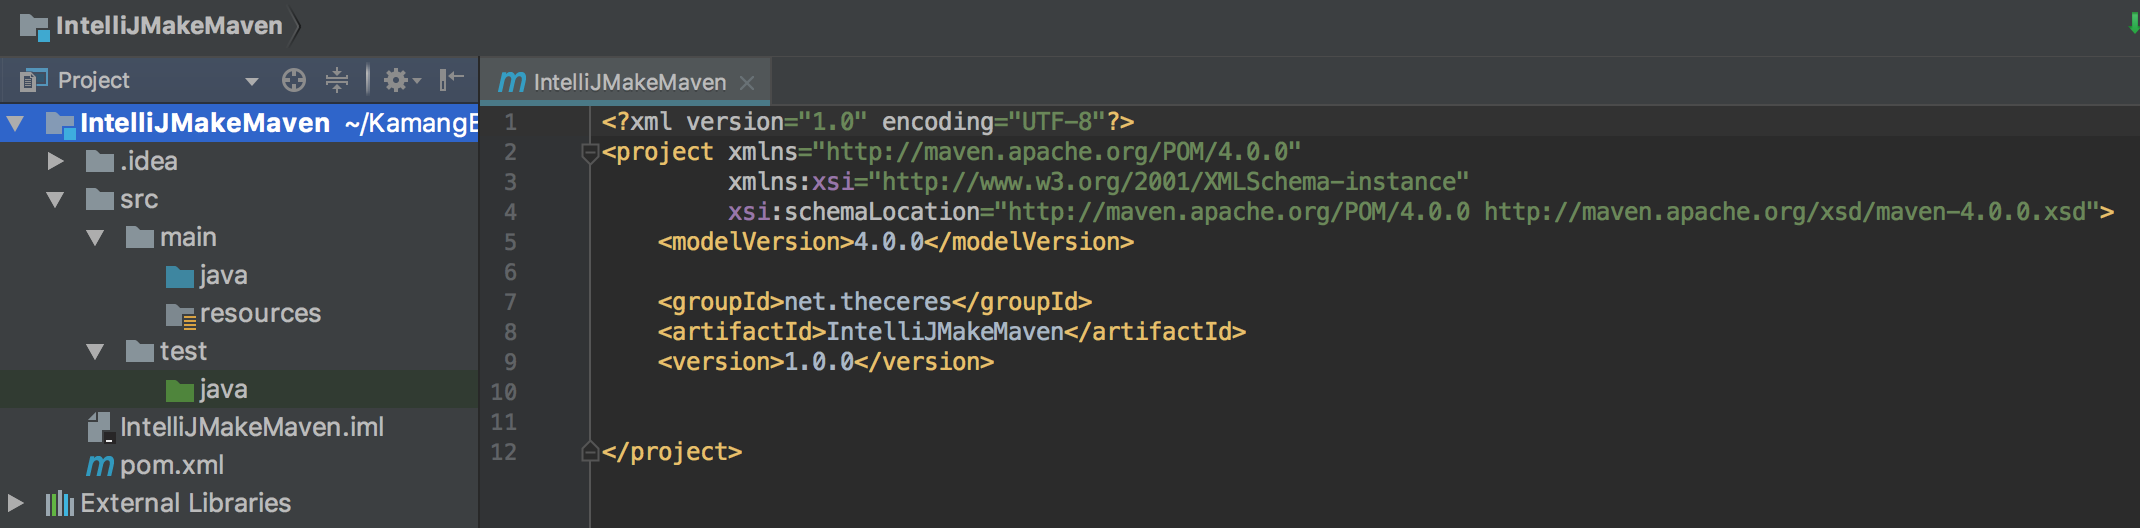 IntelliJMakeMaven
Project
IntelliJMakeMaven ~/KamangE
.idea
src
main
java
resources
test
java
IntelliJMakeMaven.iml
pom.xml
External Libraries
m IntelliJMakeMaven
1 <?xml version="1.0" encoding="UTF-8"?>
2 <project xmlns="http://maven.apache.org/POM/4.0.0"
3 xmlns:xsi="http://www.w3.org/2001/XMLSchema-instance"
4 xsi:schemaLocation="http://maven.apache.org/POM/4.0.0 http://maven.apache.org/xsd/maven-4.0.0.xsd">
5 <modelVersion>4.0.0</modelVersion>
6
7 <groupId>net.theceres</groupId>
8 <artifactId>IntelliJMakeMaven</artifactId>
9 <version>1.0.0</version>
10
11
12 </project>